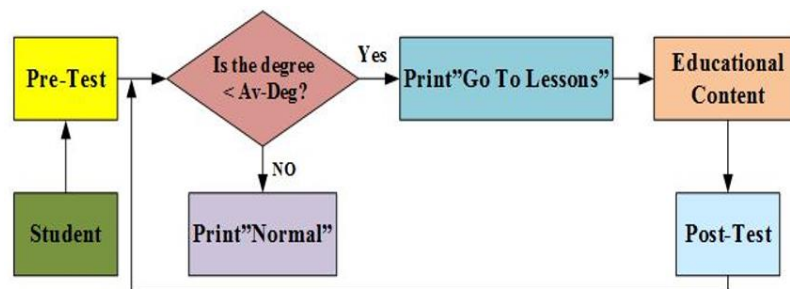 Pre-Test
Is the degree
< Av-Deg?
Yes
Print”Go To Lessons”
Educational
Content
NO
Student
Print”Normal”
Post-Test